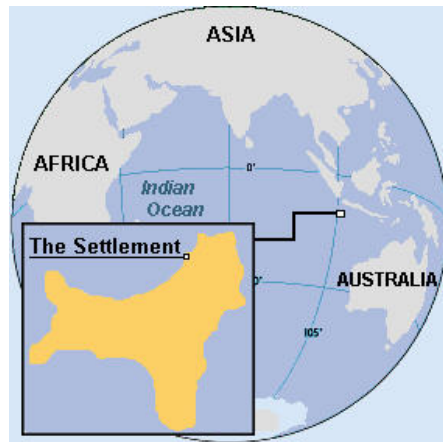 ASIA
AFRICA
0°
Indian
Ocean
The Settlement
0°
AUSTRALIA
105°